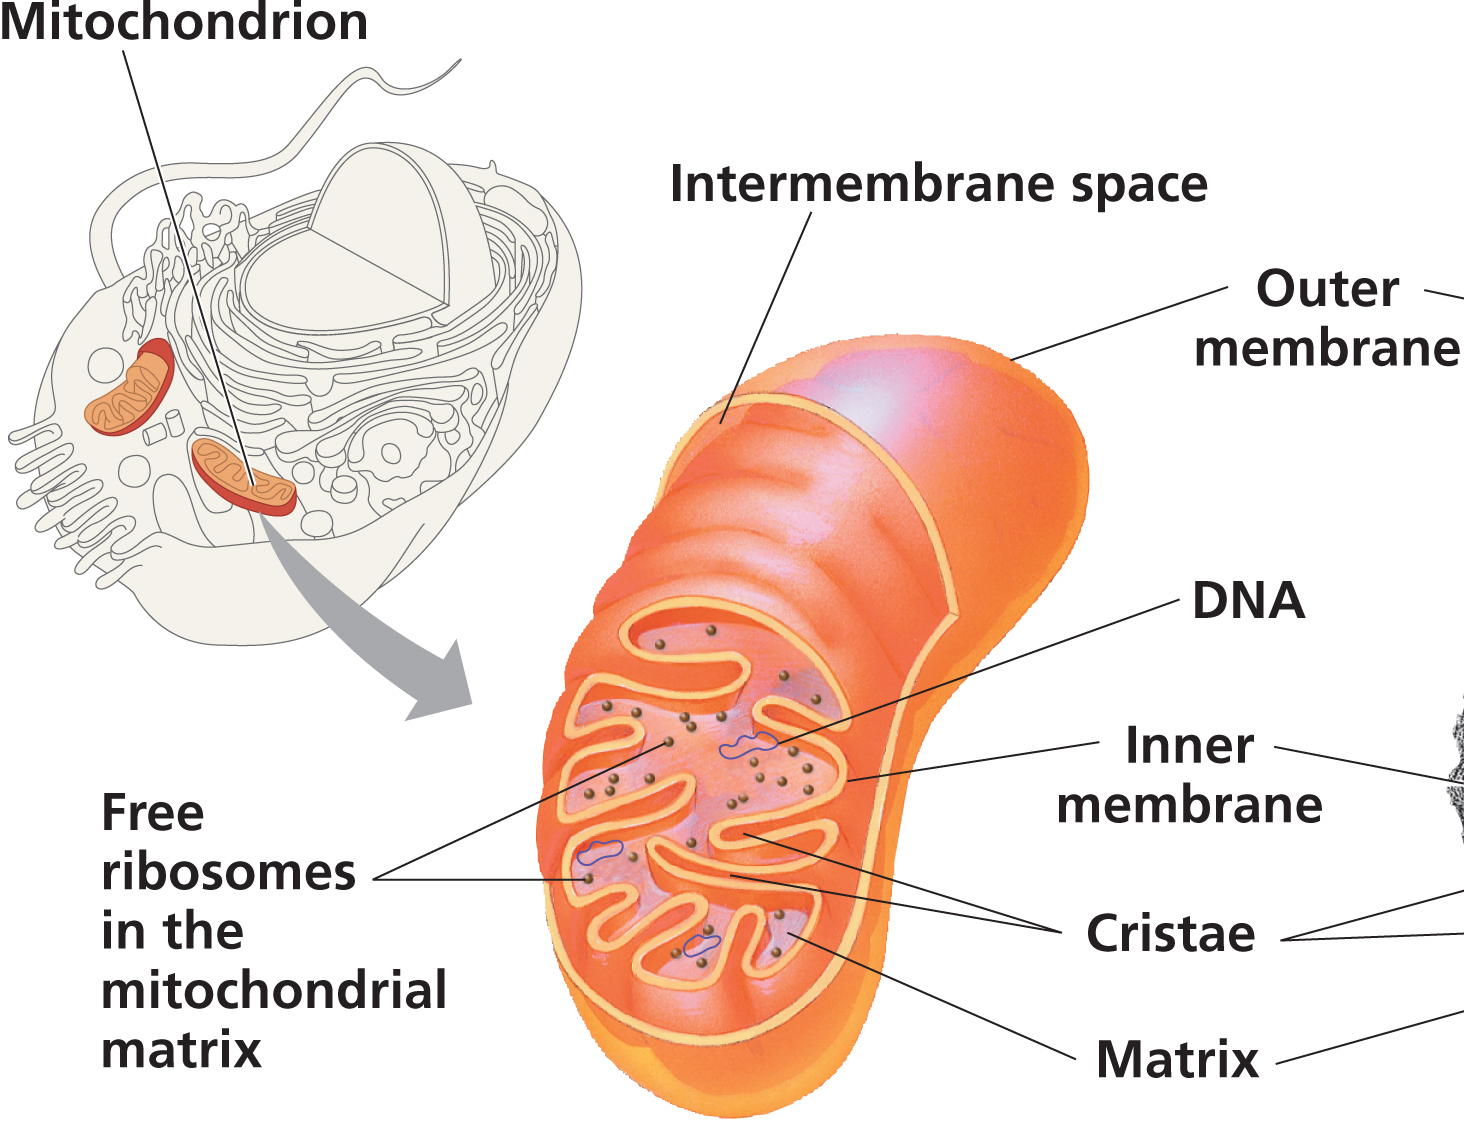 Mitochondrion
Intermembrane space
Outer
membrane
DNA
Inner
membrane
Free
ribosomes
in the
mitochondrial
matrix
Cristae
Matrix